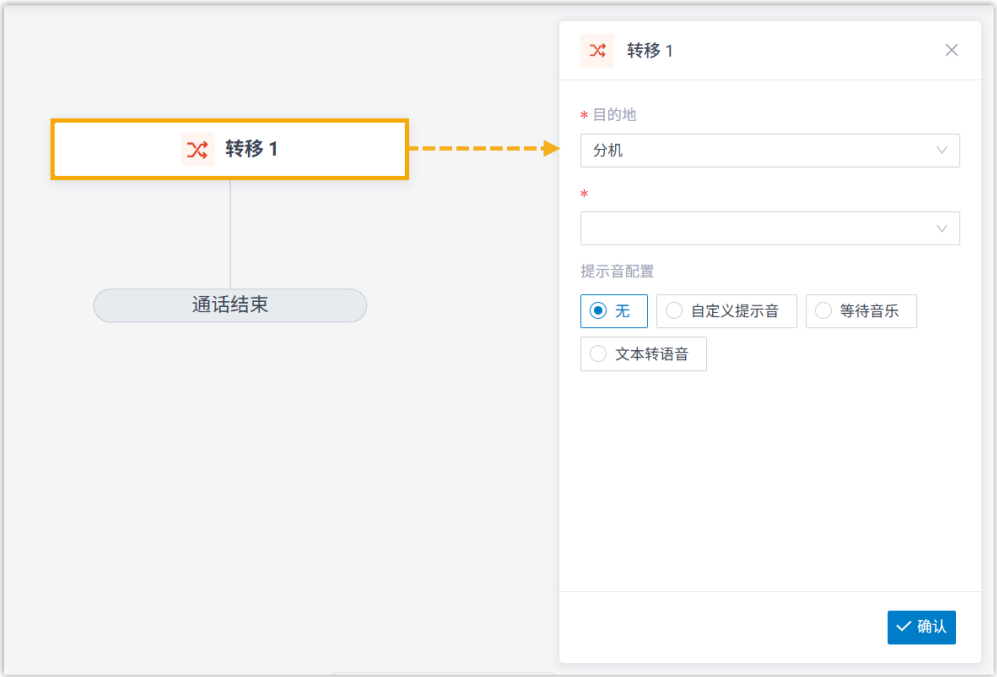 转移 1
通话结束
转移 1
* 目的地
分机
*
提示音配置
无
自定义提示音
等待音乐
文本转语音
确认